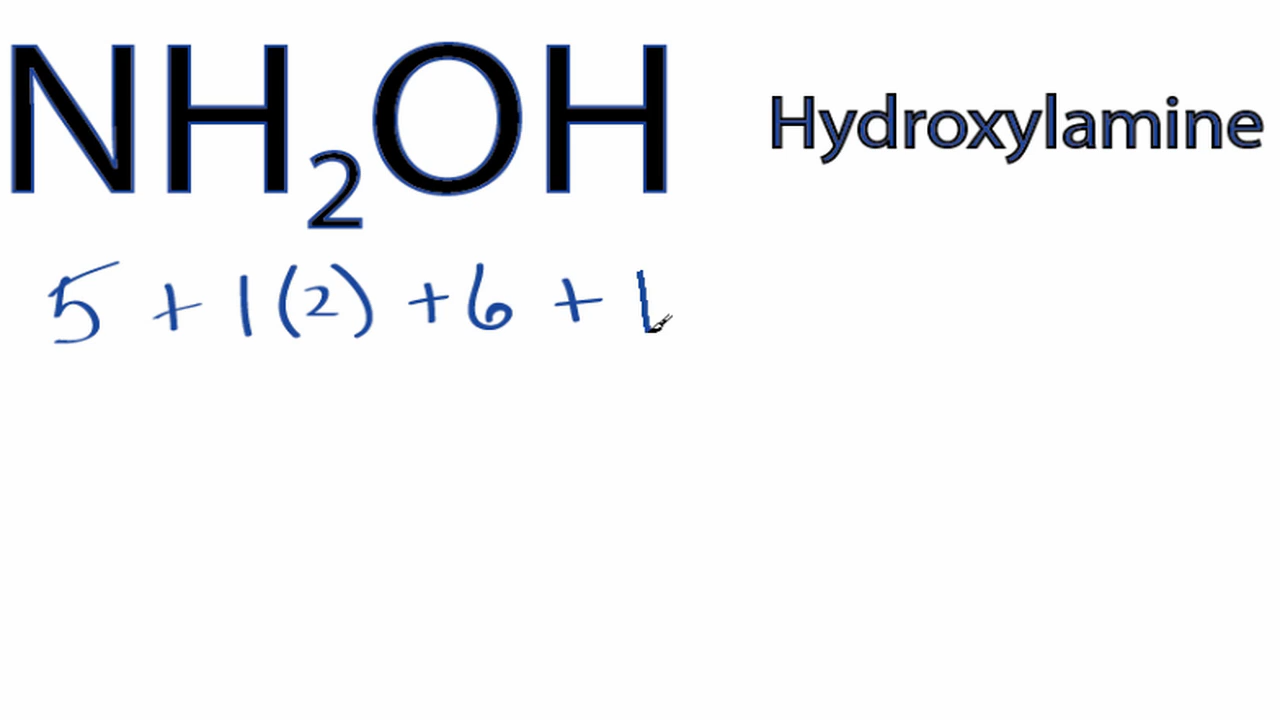 NH₂OH Hydroxylamine
5 + 1(2) + 6 + 1